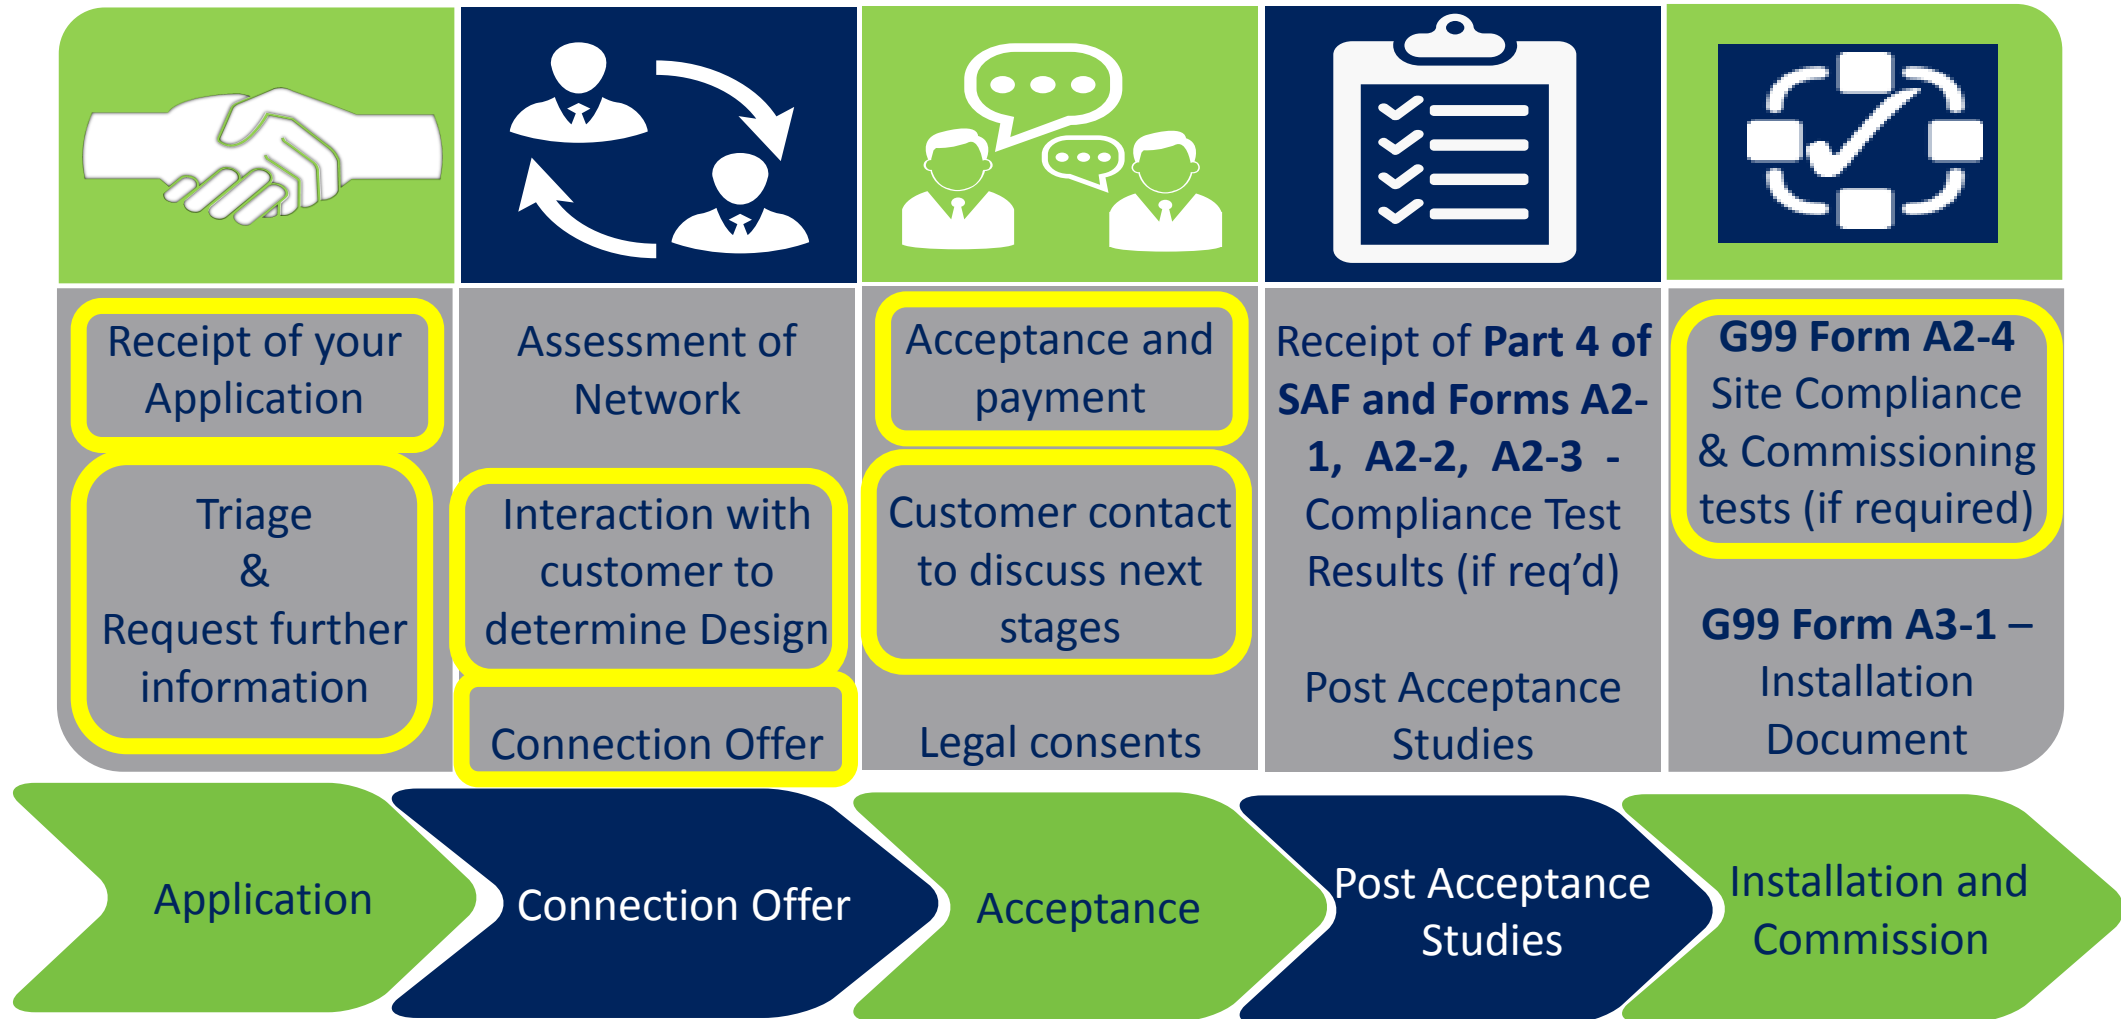 Receipt of your
Application
Triage
&
Request further
information
Assessment of
Network
Interaction with
customer to
determine Design
Connection Offer
Acceptance and
payment
Customer contact
to discuss next
stages
Legal consents
Receipt of Part 4 of
SAF and Forms A2-
1, A2-2, A2-3 -
Compliance Test
Results (if req’d)
Post Acceptance
Studies
G99 Form A2-4
Site Compliance
& Commissioning
tests (if required)
G99 Form A3-1 –
Installation
Document
Application
Connection Offer
Acceptance
Post Acceptance
Studies
Installation and
Commission